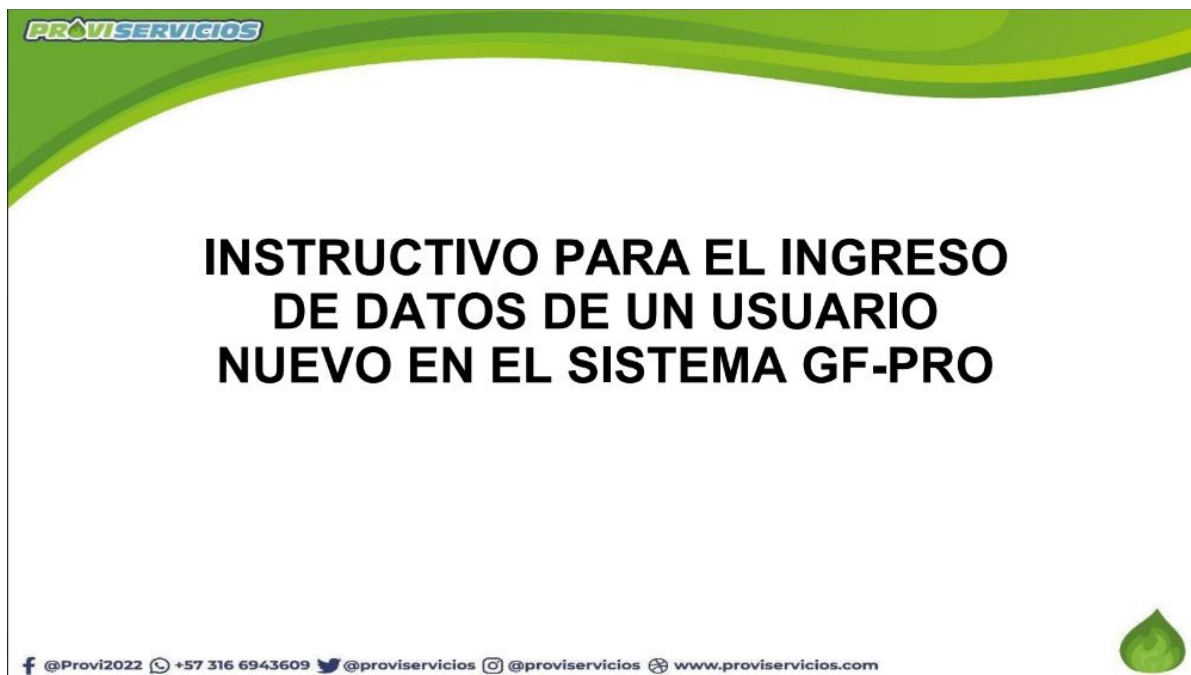 PROVISERVICIOS
INSTRUCTIVO PARA EL INGRESO
DE DATOS DE UN USUARIO
NUEVO EN EL SISTEMA GF-PRO
@Provi2022 +57 316 6943609 @proviservicios @proviservicios www.proviservicios.com